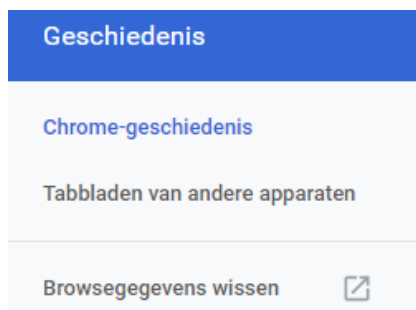 Geschiedenis
Chrome-geschiedenis
Tabbladen van andere apparaten
Browsegegevens wissen